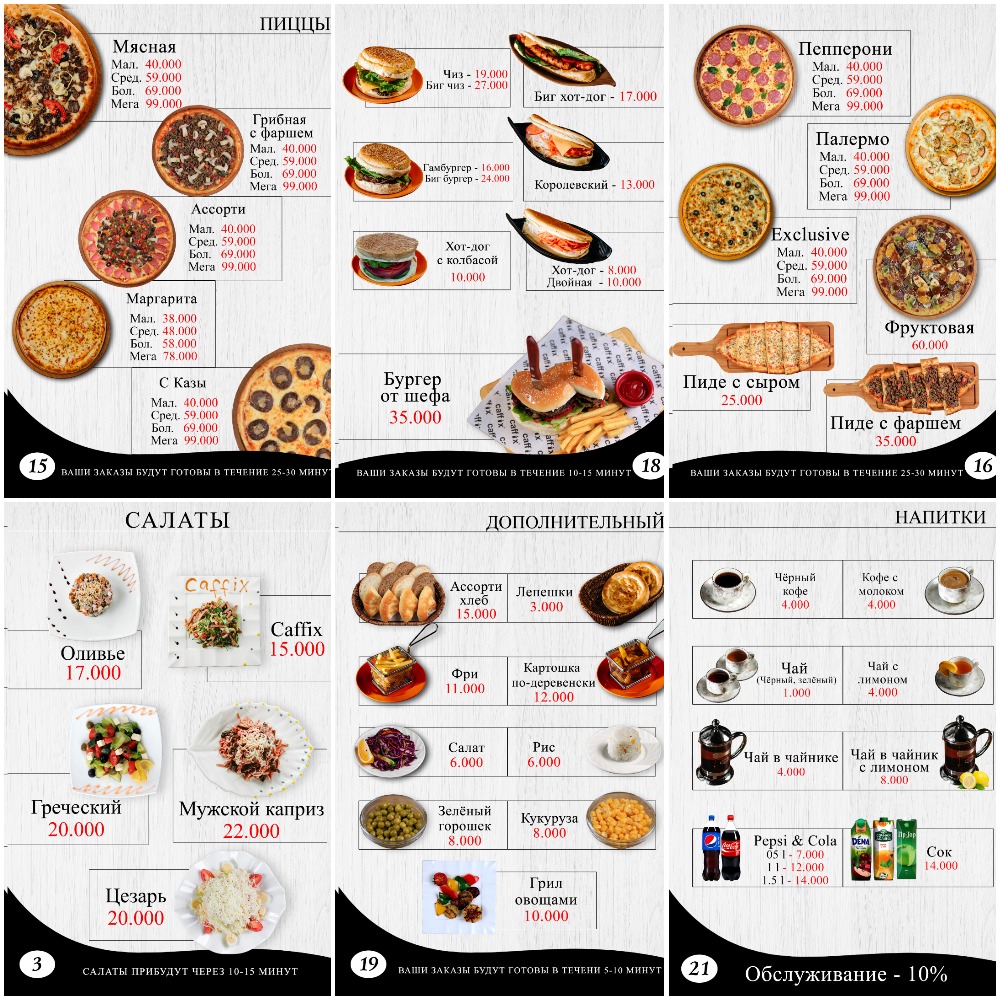 ПИЦЦЫ
Мясная
Мал. 40.000
Сред. 59.000
Бол. 69.000
Мега 99.000
Грибная
с фаршем
Мал. 40.000
Сред. 59.000
Бол. 69.000
Мега 99.000
Ассорти
Мал. 40.000
Сред. 59.000
Бол. 69.000
Мега 99.000
Маргарита
Мал. 38.000
Сред. 48.000
Бол. 58.000
Мега 78.000
С Казы
Мал. 40.000
Сред. 59.000
Бол. 69.000
Мега 99.000
15 ВАШИ ЗАКАЗЫ БУДУТ ГОТОВЫ В ТЕЧЕНИЕ 25-30 МИНУТ
Чиз - 19.000
Биг чиз - 27.000
Биг хот-дог - 17.000
Гамбургер - 16.000
Биг бургер - 24.000
Королевский - 13.000
Хот-дог
с колбасой
10.000
Хот-дог - 8.000
Двойная - 10.000
Бургер
от шефа
35.000
caffix
ВАШИ ЗАКАЗЫ БУДУТ ГОТОВЫ В ТЕЧЕНИЕ 10-15 МИНУТ 18
Пепперони
Мал. 40.000
Сред. 59.000
Бол. 69.000
Мега 99.000
Палермо
Мал. 40.000
Сред. 59.000
Бол. 69.000
Мега 99.000
Exclusive
Мал. 40.000
Сред. 59.000
Бол. 69.000
Мега 99.000
Фруктовая
60.000
Пиде с сыром
25.000
Пиде с фаршем
35.000
ВАШИ ЗАКАЗЫ БУДУТ ГОТОВЫ В ТЕЧЕНИЕ 25-30 МИНУТ 16
САЛАТЫ
Оливье
17.000
Caffix
Caffix
15.000
Греческий
20.000
Мужской каприз
22.000
Цезарь
20.000
3 САЛАТЫ ПРИБУДУТ ЧЕРЕЗ 10-15 МИНУТ
ДОПОЛНИТЕЛЬНЫЙ
Ассорти
хлеб
15.000
Лепешки
3.000
Фри
11.000
Картошка
по-деревенски
12.000
Салат
6.000
Рис
6.000
Зелёный
горошек
8.000
Кукуруза
8.000
Грил
овощами
10.000
19 ВАШИ ЗАКАЗЫ БУДУТ ГОТОВЫ В ТЕЧЕНИ 5-10 МИНУТ
НАПИТКИ
Чёрный
кофе
4.000
Кофе с
молоком
4.000
Чай
(Чёрный, зелёный)
1.000
Чай с
лимоном
4.000
Чай в чайнике
4.000
Чай в чайник
с лимоном
8.000
pepsi
Coca-Cola
Pepsi & Cola
05 l - 7.000
1 l - 12.000
1.5 l - 14.000
DËNA
Сок
14.000
21 Обслуживание - 10%